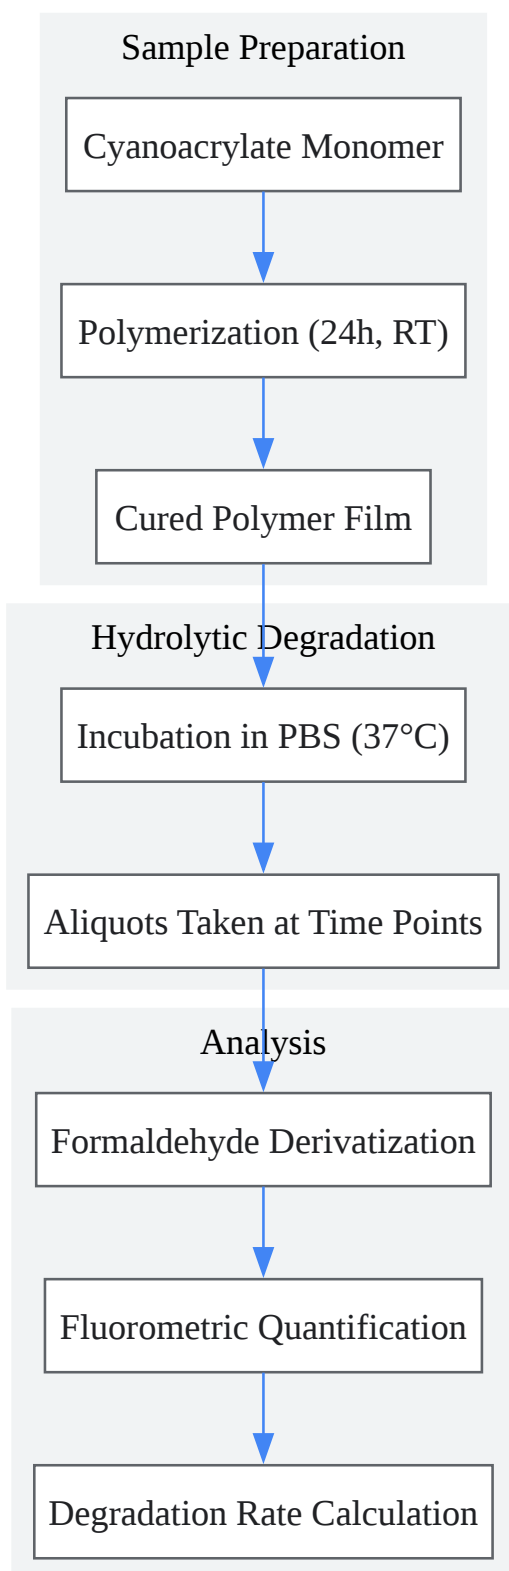 Sample Preparation
Cyanoacrylate Monomer
Polymerization (24h, RT)
Cured Polymer Film
Hydrolytic Degradation
Incubation in PBS (37°C)
Aliquots Taken at Time Points
Analysis
Formaldehyde Derivatization
Fluorometric Quantification
Degradation Rate Calculation